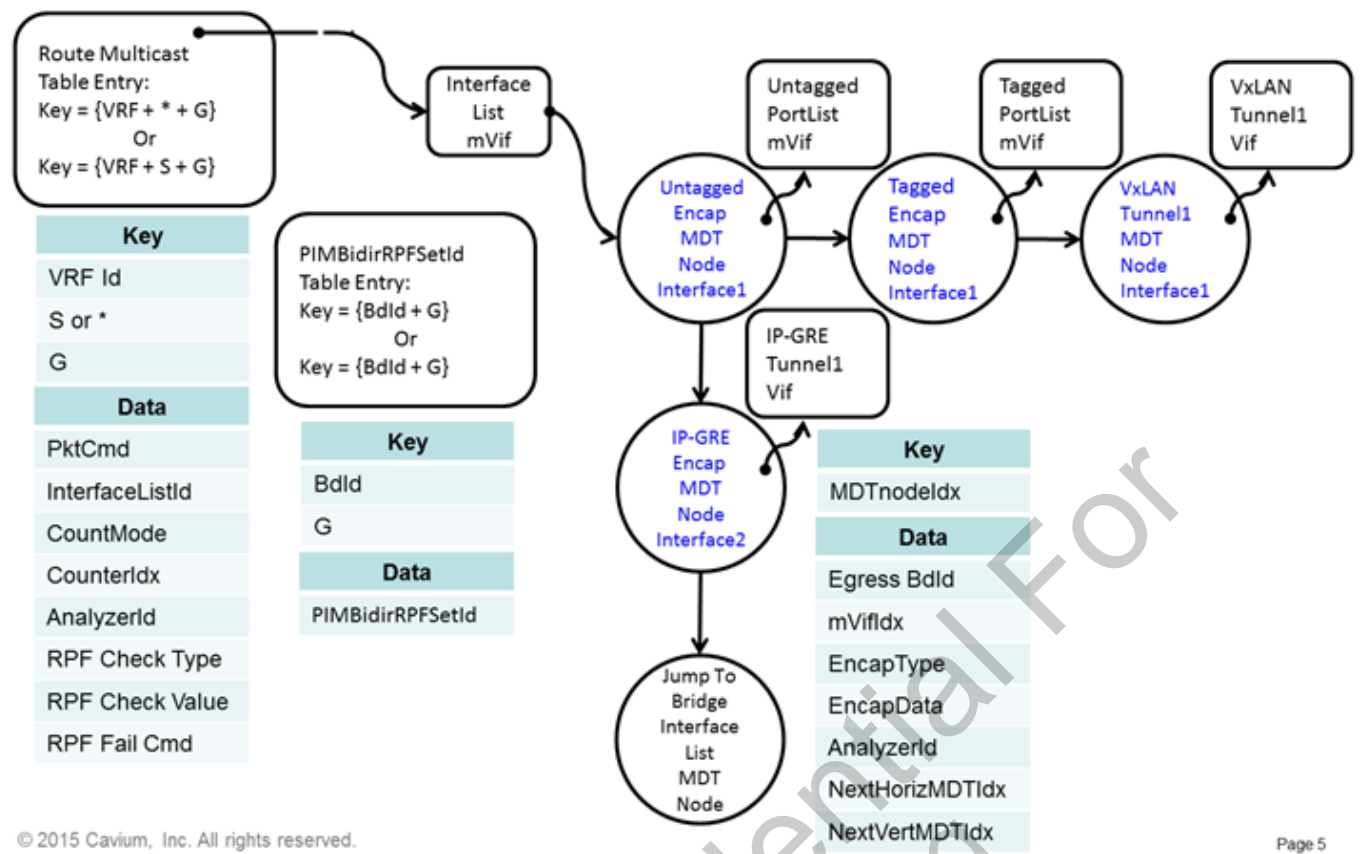 Route Multicast
Table Entry:
Key = {VRF + * + G}
Or
Key = {VRF + S + G}
Interface
List
mVif
Untagged
PortList
mVif
Tagged
PortList
mVif
VxLAN
Tunnel1
Vif
Untagged
Encap
MDT
Node
Interface1
Tagged
Encap
MDT
Node
Interface1
VxLAN
Tunnel1
MDT
Node
Interface1
Key
VRF Id
S or *
G
Data
PktCmd
InterfaceListId
CountMode
CounterIdx
AnalyzerId
RPF Check Type
RPF Check Value
RPF Fail Cmd
PIMBidirRPFSetId
Table Entry:
Key = {BdId + G}
Or
Key = {BdId + G}
Key
BdId
G
Data
PIMBidirRPFSetId
IP-GRE
Tunnel1
Vif
IP-GRE
Encap
MDT
Node
Interface2
Jump To
Bridge
Interface
List
MDT
Node
Key
MDTnodeIdx
Data
Egress BdId
mVifIdx
EncapType
EncapData
AnalyzerId
NextHorizMDTIdx
NextVertMDTIdx
For
© 2015 Cavium, Inc. All rights reserved.
Page 5